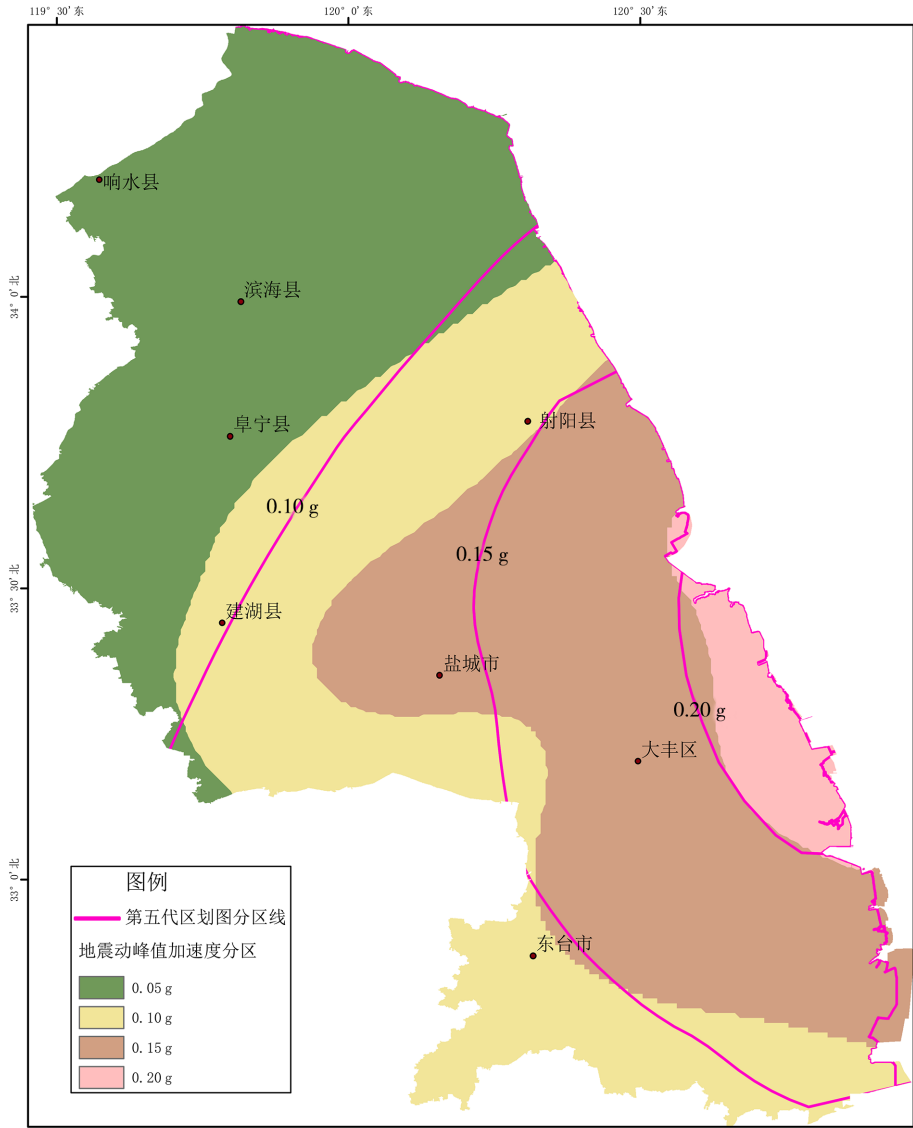 119° 30′东
120° 0′东
120° 30′东
响水县
34° 0′北
滨海县
阜宁县
射阳县
0.10 g
0.15 g
33° 30′北
建湖县
盐城市
0.20 g
大丰区
33° 0′北
东台市
图例
第五代区划图分区线
地震动峰值加速度分区
0.05 g
0.10 g
0.15 g
0.20 g